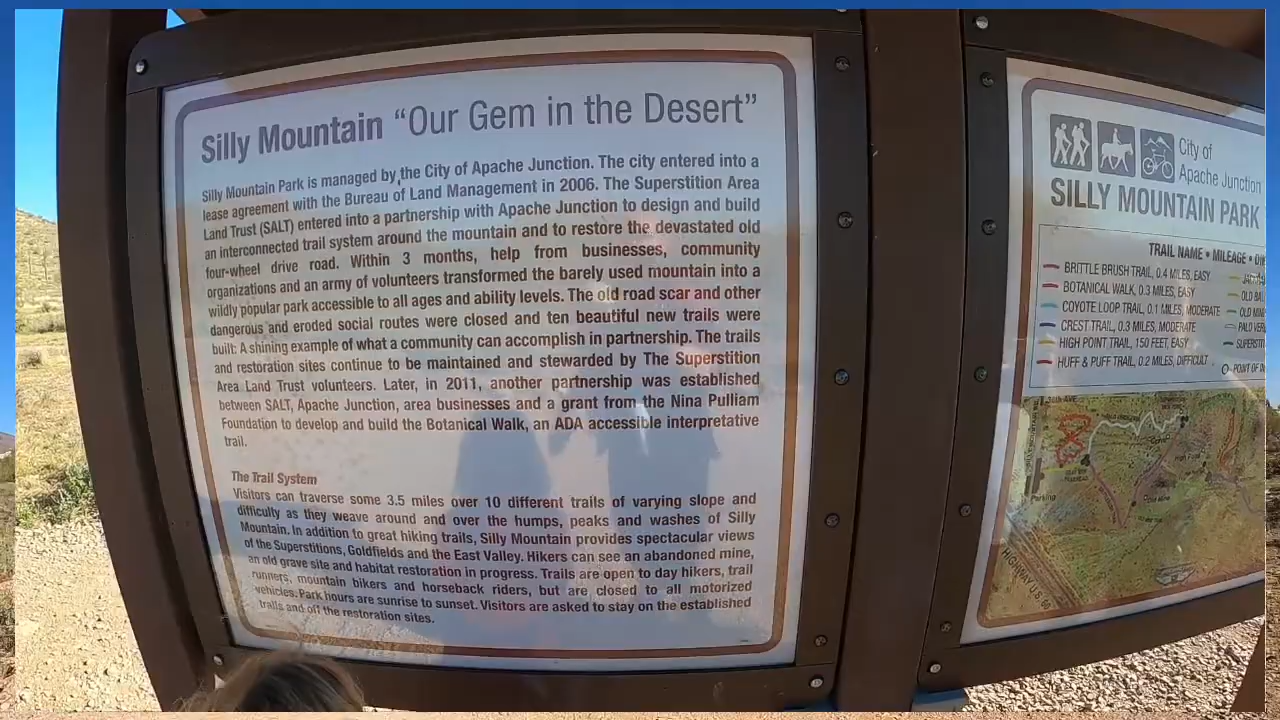 Silly Mountain "Our Gem in the Desert"
Silly Mountain Park is managed by the City of Apache Junction. The city entered into a
lease agreement with the Bureau of Land Management in 2006. The Superstition Area
Land Trust (SALT) entered into a partnership with Apache Junction to design and build
an interconnected trail system around the mountain and to restore the devastated old
four-wheel drive road. Within 3 months, help from businesses, community
organizations and an army of volunteers transformed the barely used mountain into a
wildly popular park accessible to all ages and ability levels. The old road scar and other
dangerous and eroded social routes were closed and ten beautiful new trails were
built: A shining example of what a community can accomplish in partnership. The trails
and restoration sites continue to be maintained and stewarded by The Superstition
Area Land Trust volunteers. Later, in 2011, another partnership was established
between SALT, Apache Junction, area businesses and a grant from the Nina Pulliam
Foundation to develop and build the Botanical Walk, an ADA accessible interpretative
trail.
The Trail System
Visitors can traverse some 3.5 miles over 10 different trails of varying slope and
difficulty as they weave around and over the humps, peaks and washes of Silly
Mountain. In addition to great hiking trails, Silly Mountain provides spectacular views
of the Superstitions, Goldfields and the East Valley. Hikers can see an abandoned mine,
an old grave site and habitat restoration in progress. Trails are open to day hikers, trail
runners, mountain bikers and horseback riders, but are closed to all motorized
vehicles. Park hours are sunrise to sunset. Visitors are asked to stay on the established
trails and off the restoration sites.
City of
Apache Junction
SILLY MOUNTAIN PARK
TRAIL NAME • MILEAGE •
BRITTLE BRUSH TRAIL, 0.4 MILES, EASY
BOTANICAL WALK, 0.3 MILES, EASY
COYOTE LOOP TRAIL, 0.1 MILES, MODERATE
CREST TRAIL, 0.3 MILES, MODERATE
HIGH POINT TRAIL, 150 FEET, EASY
HUFF & PUFF TRAIL, 0.2 MILES, DIFFICULT
OLD
OLD
PALO
POINT OF
Parking
HIGHWAY U.S. 60